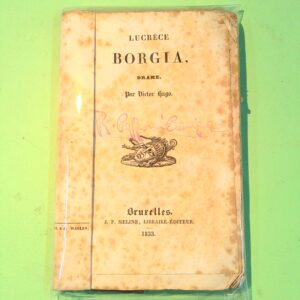 LUCRÈCE
BORGIA.
DRAME.
Par Victor Hugo.
Bruxelles.
J. P. MELINE, LIBRAIRE-ÉDITEUR.
1833.